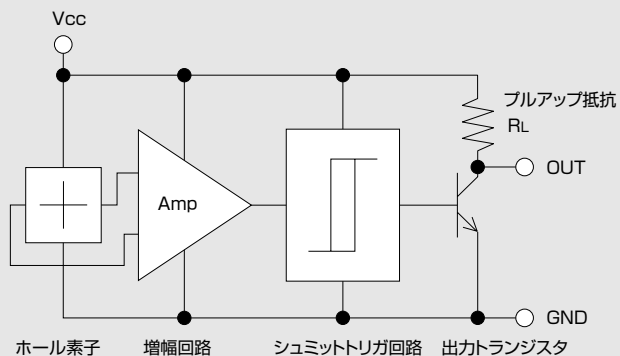 Vcc
プルアップ抵抗
RL
OUT
Amp
GND
ホール素子
増幅回路
シュミットトリガ回路
出力トランジスタ